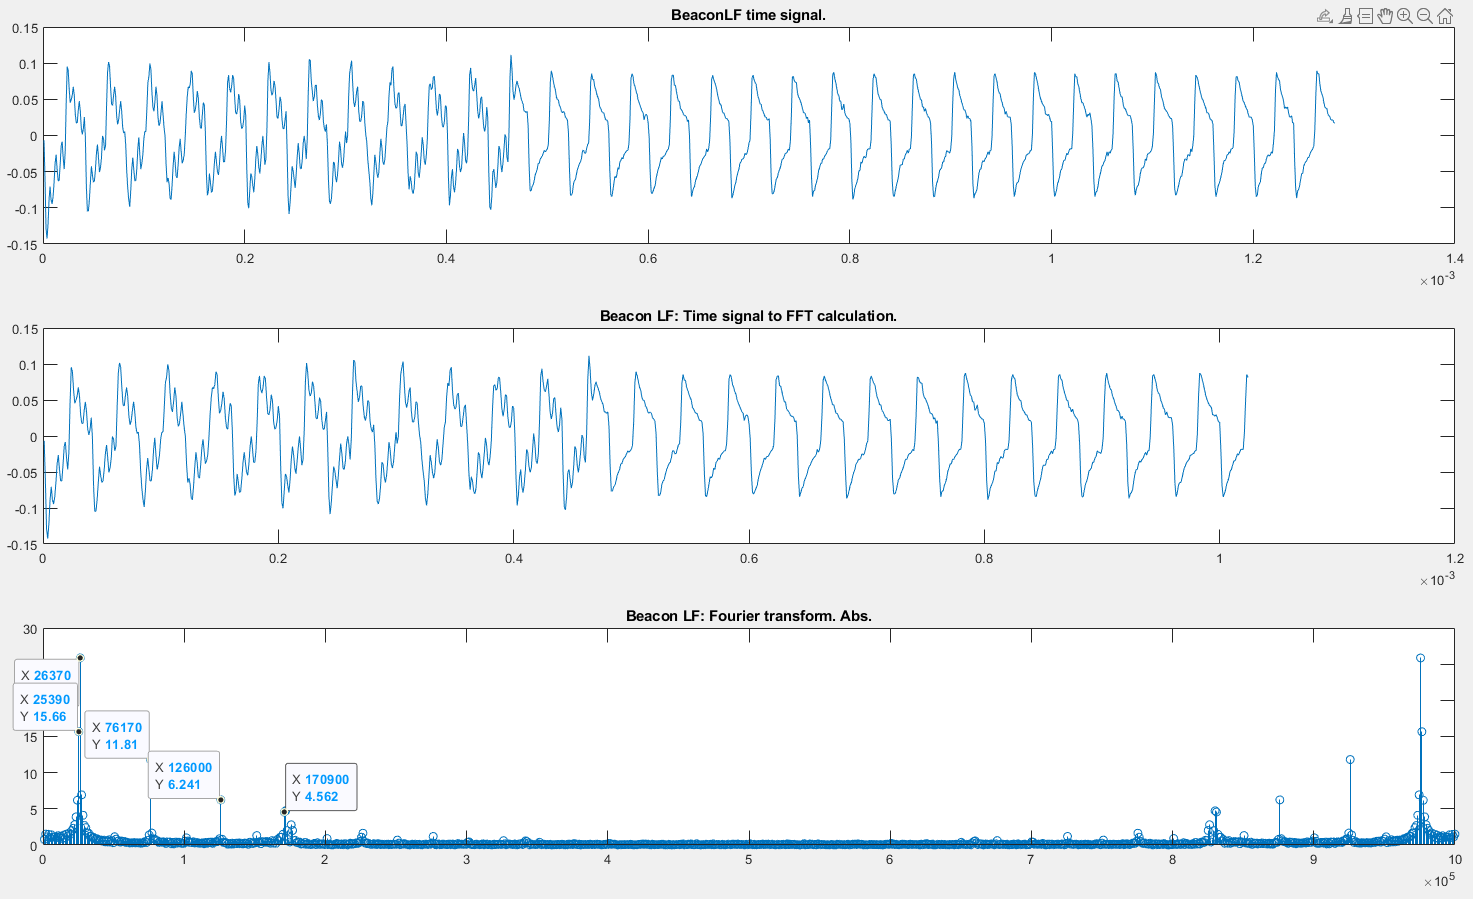 BeaconLF time signal.
0.15
0.1
0.05
0
-0.05
-0.1
-0.15
0 0.2 0.4 0.6 0.8 1 1.2 1.4
×10-3
Beacon LF: Time signal to FFT calculation.
0.15
0.1
0.05
0
-0.05
-0.1
-0.15
0 0.2 0.4 0.6 0.8 1 1.2
×10-3
Beacon LF: Fourier transform. Abs.
30
X 26370
X 25390
Y 15.66
X 76170
Y 11.81
X 126000
Y 6.241
X 170900
Y 4.562
15
10
5
0
0 1 2 3 4 5 6 7 8 9 10
×105